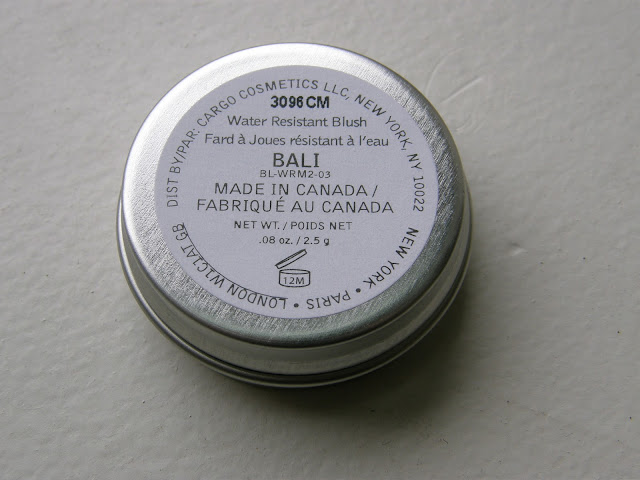 DIST BY/PAR: CARGO COSMETICS LLC, NEW YORK, NY 10022
3096CM
Water Resistant Blush
Fard à Joues résistant à l'eau
BALI
BL-WRM2-03
MADE IN CANADA /
FABRIQUÉ AU CANADA
NET WT. / POIDS NET
.08 oz. / 2.5 g
12M
NEW YORK • PARIS • LONDON W1C1AT GB